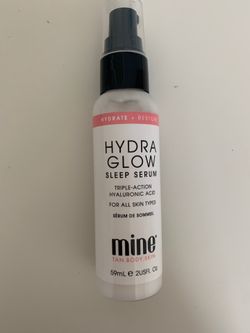 HYDRATE + RESTORE
HYDRA
GLOW
SLEEP SERUM
TRIPLE-ACTION
HYALURONIC ACID
FOR ALL SKIN TYPES
SÉRUM DE SOMMEIL
mine
TAN.BODY.SKIN
59mL ℮ 2USFL Oz